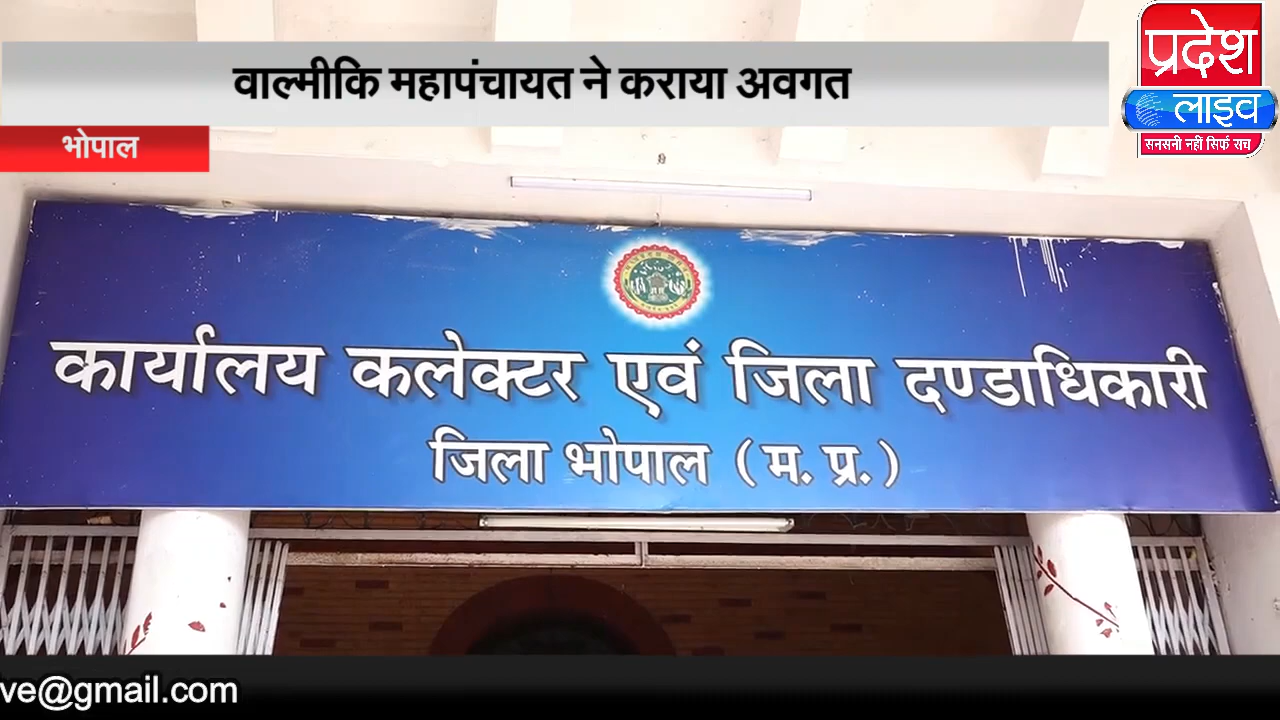 वाल्मीकि महापंचायत ने कराया अवगत
प्रदेश
लाइव
सनसनी नहीं सिर्फ सच
भोपाल
कार्यालय कलेक्टर एवं जिला दण्डाधिकारी
जिला भोपाल (म. प्र.)
ve@gmail.com